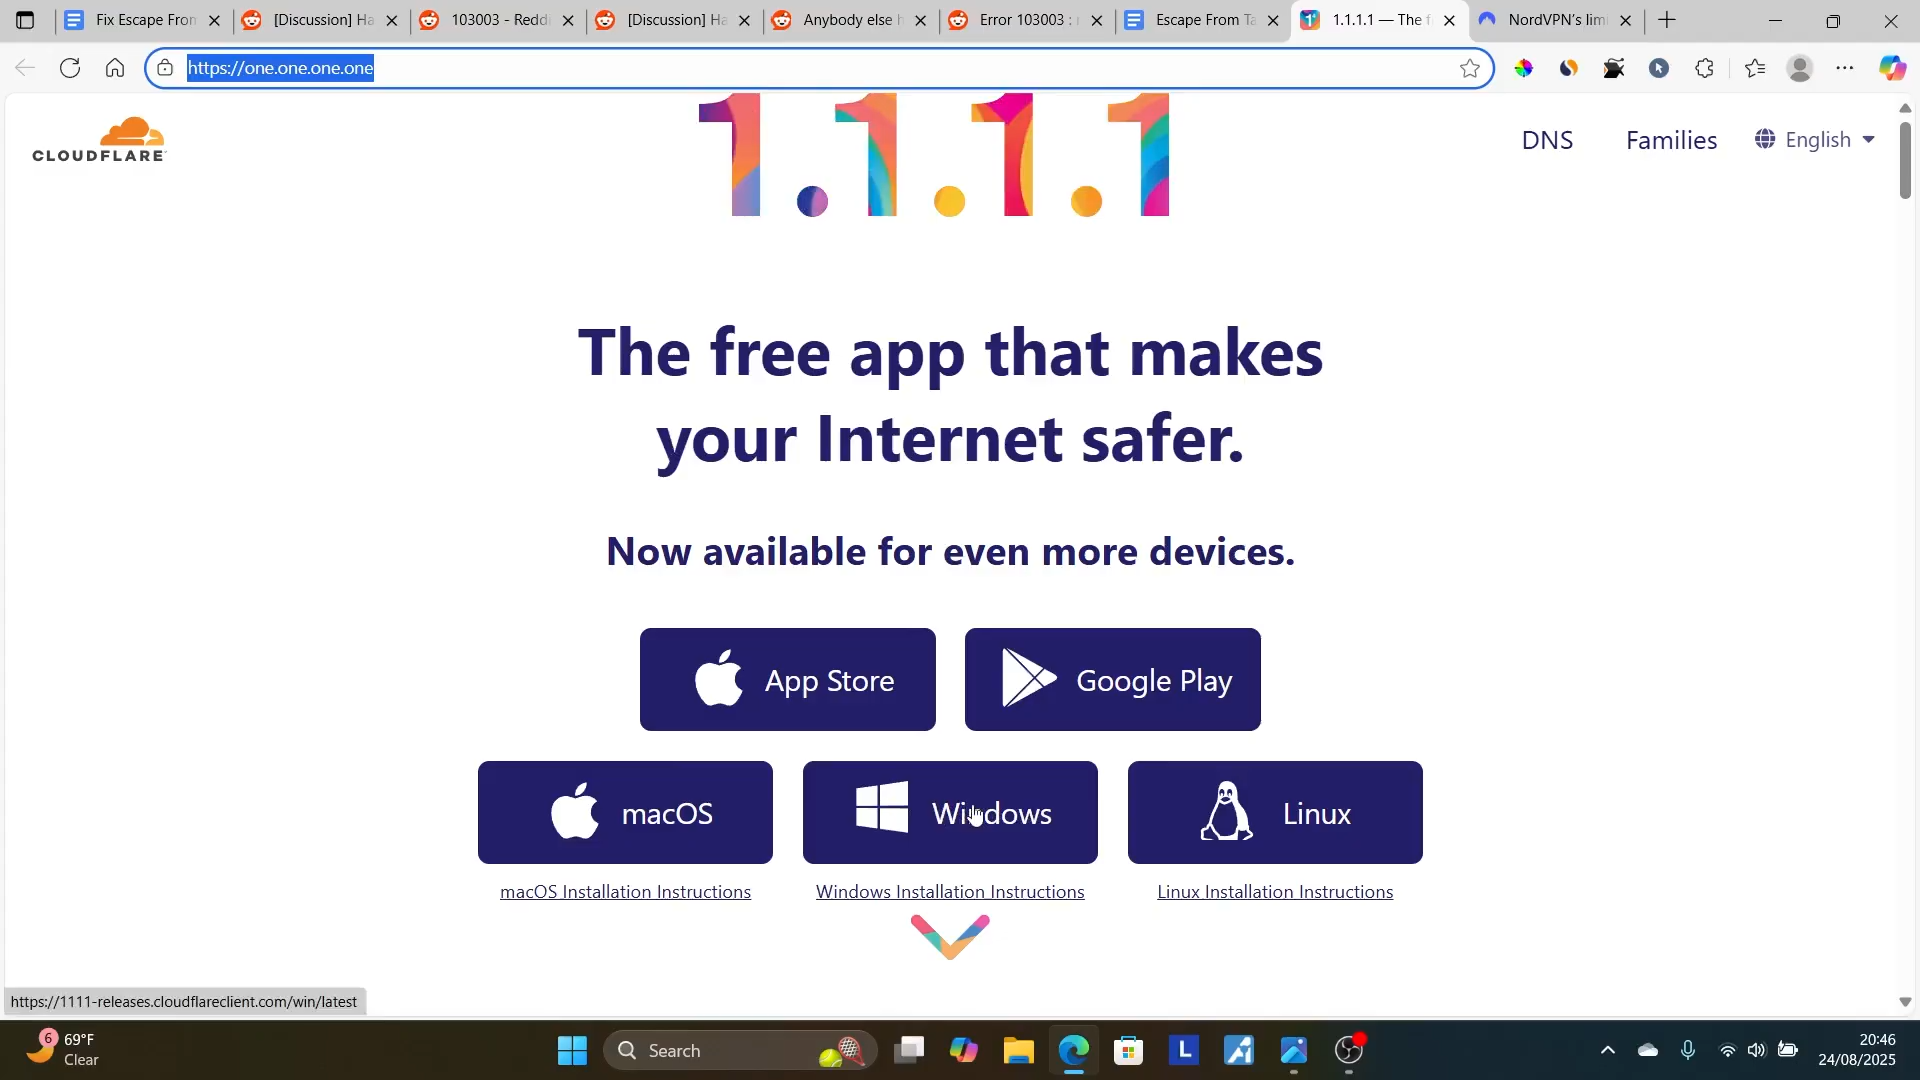 Fix Escape From
[Discussion] Ha
103003 - Reddi
[Discussion] Ha
Anybody else h
Error 103003 : r
Escape From Ta
1.1.1.1 — The f
NordVPN's lim
https://one.one.one.one
CLOUDFLARE
1.1.1.1
DNS
Families
English
The free app that makes
your Internet safer.
Now available for even more devices.
App Store
Google Play
macOS
Windows
Linux
macOS Installation Instructions
Windows Installation Instructions
Linux Installation Instructions
https://1111-releases.cloudflareclient.com/win/latest
6
69°F
Clear
Search
L
20:46
24/08/2025